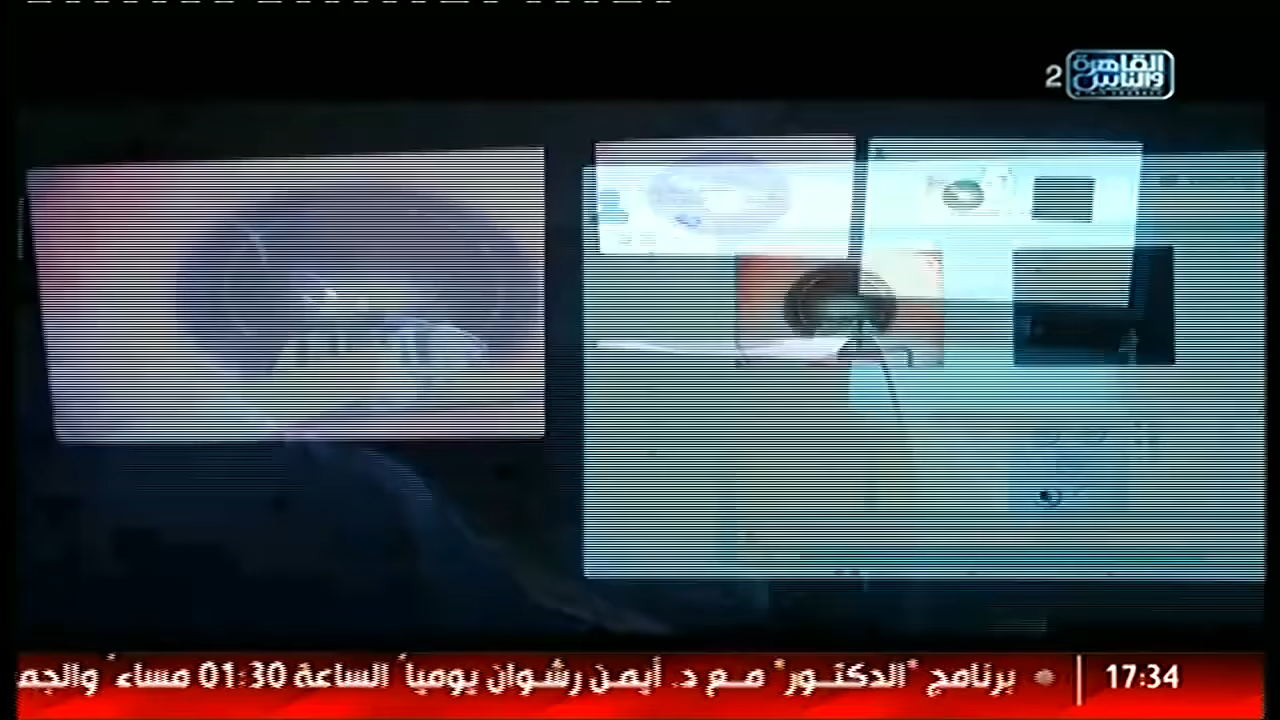 القاهرة والناس 2
17:34 • برنامج "الدكتور" مع د. أيمن رشوان يومياً الساعة 01:30 مساءً والجم